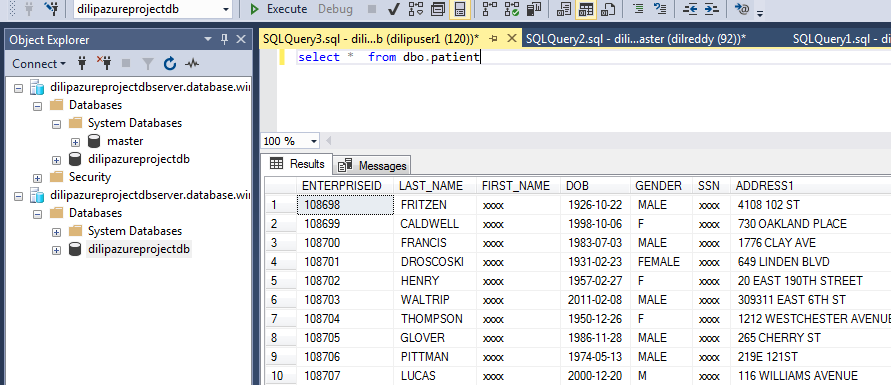 dilipazureprojectdb Execute Debug
Object Explorer
Connect
dilipazureprojectdbserver.database.wi
Databases
System Databases
master
dilipazureprojectdb
Security
dilipazureprojectdbserver.database.wi
Databases
System Databases
dilipazureprojectdb
SQLQuery3.sql - dili...b (dilipuser1 (120))* SQLQuery2.sql - dili...aster (dilreddy (92))* SQLQuery1.sql - di
select * from dbo.patient
100 %
Results Messages
ENTERPRISEID LAST_NAME FIRST_NAME DOB GENDER SSN ADDRESS1
1 108698 FRITZEN xxxx 1926-10-22 MALE xxxx 4108 102 ST
2 108699 CALDWELL xxxx 1998-10-06 F xxxx 730 OAKLAND PLACE
3 108700 FRANCIS xxxx 1983-07-03 MALE xxxx 1776 CLAY AVE
4 108701 DROSCOSKI xxxx 1931-02-23 FEMALE xxxx 649 LINDEN BLVD
5 108702 HENRY xxxx 1957-02-27 F xxxx 20 EAST 190TH STREET
6 108703 WALTRIP xxxx 2011-02-08 MALE xxxx 309311 EAST 6TH ST
7 108704 THOMPSON xxxx 1950-12-26 F xxxx 1212 WESTCHESTER AVENUE
8 108705 GLOVER xxxx 1986-11-28 MALE xxxx 265 CHERRY ST
9 108706 PITTMAN xxxx 1974-05-13 MALE xxxx 219E 121ST
10 108707 LUCAS xxxx 2000-12-20 M xxxx 116 WILLIAMS AVENUE